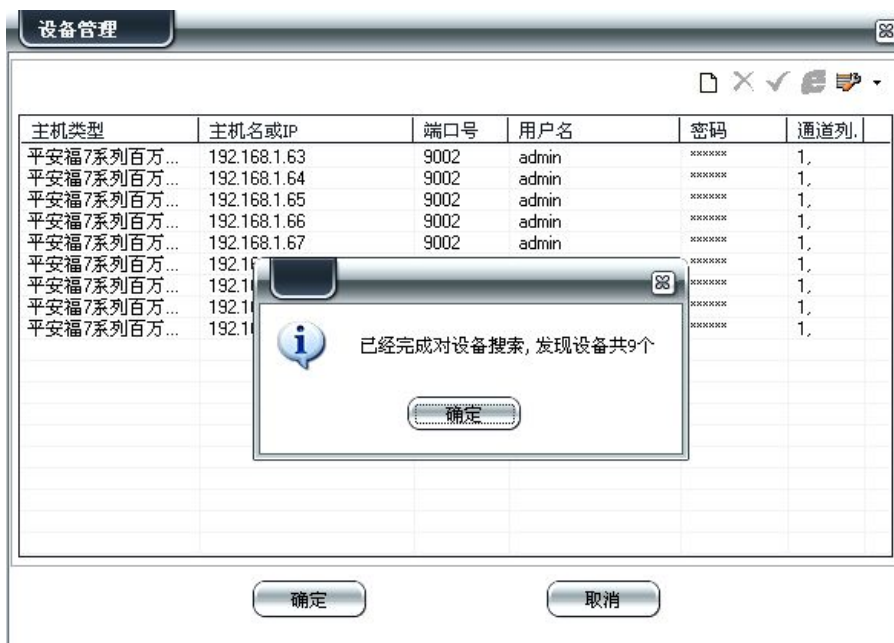 设备管理
主机类型 主机名或IP 端口号 用户名 密码 通道列.
平安福7系列百万... 192.168.1.63 9002 admin ****** 1,
平安福7系列百万... 192.168.1.64 9002 admin ****** 1,
平安福7系列百万... 192.168.1.65 9002 admin ****** 1,
平安福7系列百万... 192.168.1.66 9002 admin ****** 1,
平安福7系列百万... 192.168.1.67 9002 admin ****** 1,
平安福7系列百万... ****** 1,
平安福7系列百万... ****** 1,
平安福7系列百万... ****** 1,
平安福7系列百万... ****** 1,
已经完成对设备搜索, 发现设备共9个
确定
确定 取消